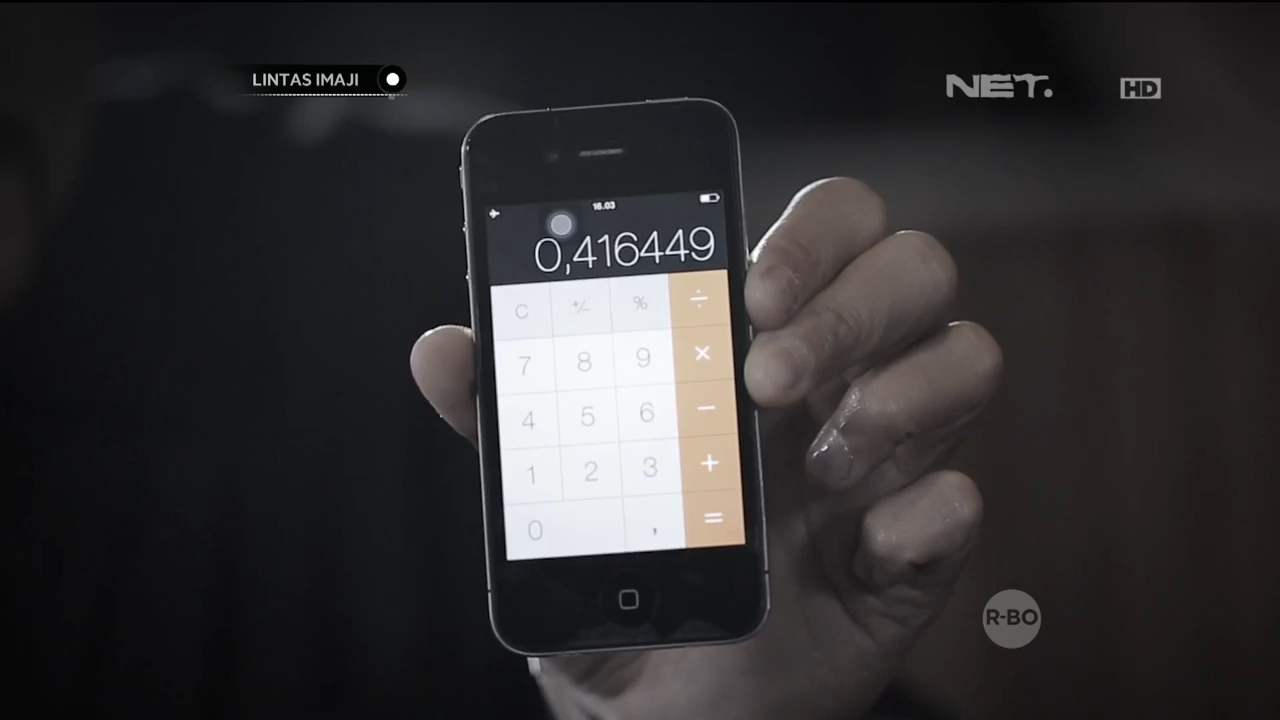 LINTAS IMAJI
NET.
HD
16.03
0,416449
C +/- % ÷
7 8 9 ×
4 5 6 −
1 2 3 +
0 , =
R-BO